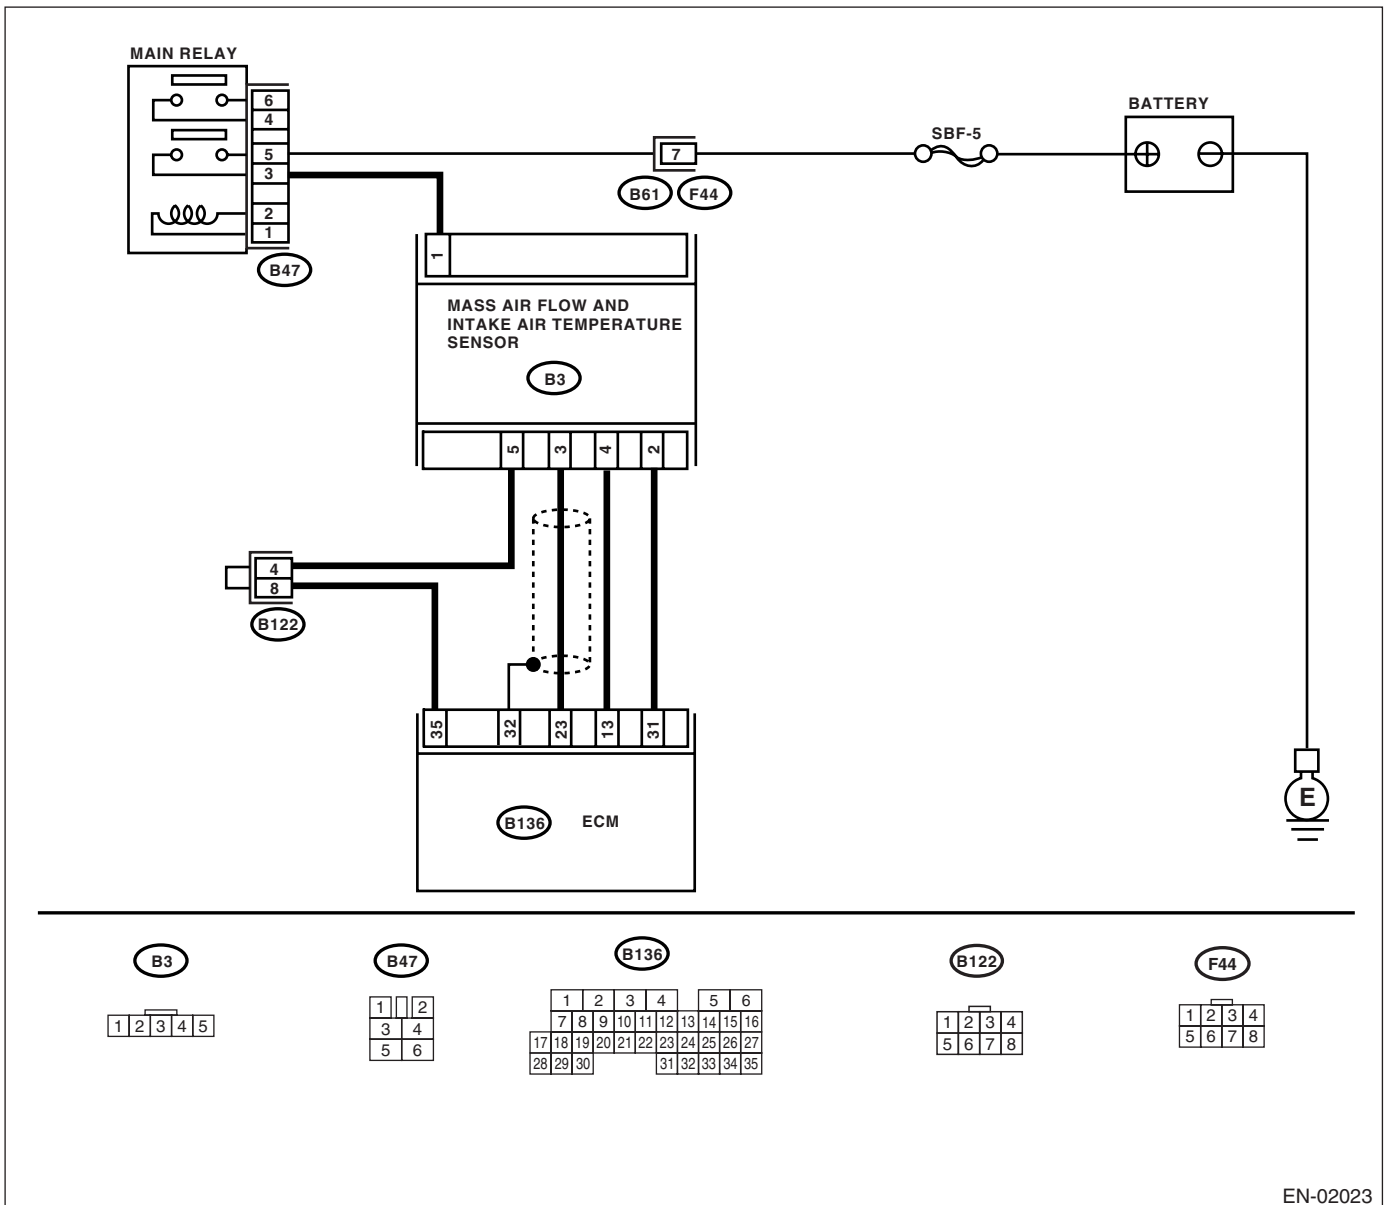 MAIN RELAY
6
4
5
3
2
1
B47
7
B61 F44
SBF-5
BATTERY
1
MASS AIR FLOW AND
INTAKE AIR TEMPERATURE
SENSOR
B3
5 3 4 2
4
8
B122
35 32 23 13 31
B136 ECM
E
B3
1 2 3 4 5
B47
1 2
3 4
5 6
B136
1 2 3 4 5 6
7 8 9 10 11 12 13 14 15 16
17 18 19 20 21 22 23 24 25 26 27
28 29 30 31 32 33 34 35
B122
1 2 3 4
5 6 7 8
F44
1 2 3 4
5 6 7 8
EN-02023